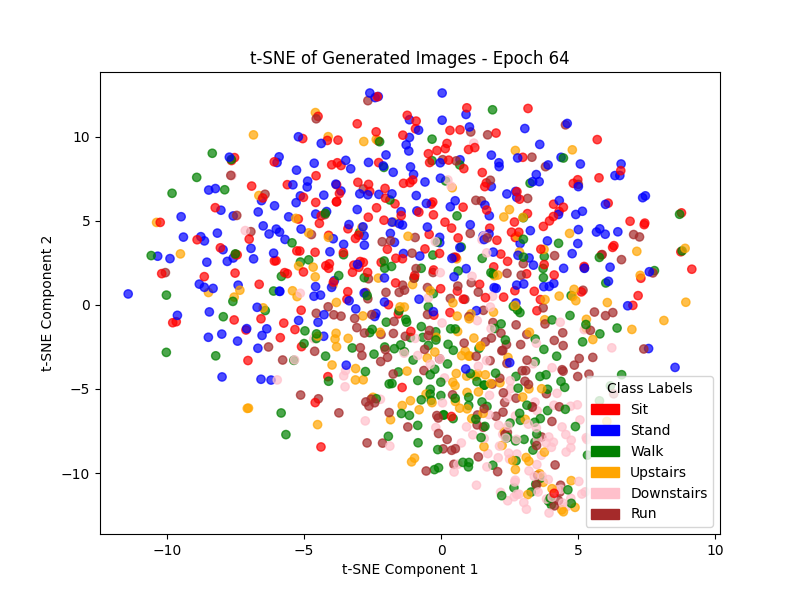 t-SNE of Generated Images - Epoch 64
t-SNE Component 2
10
5
0
−5
−10
−10
−5
0
5
10
t-SNE Component 1
Class Labels
Sit
Stand
Walk
Upstairs
Downstairs
Run